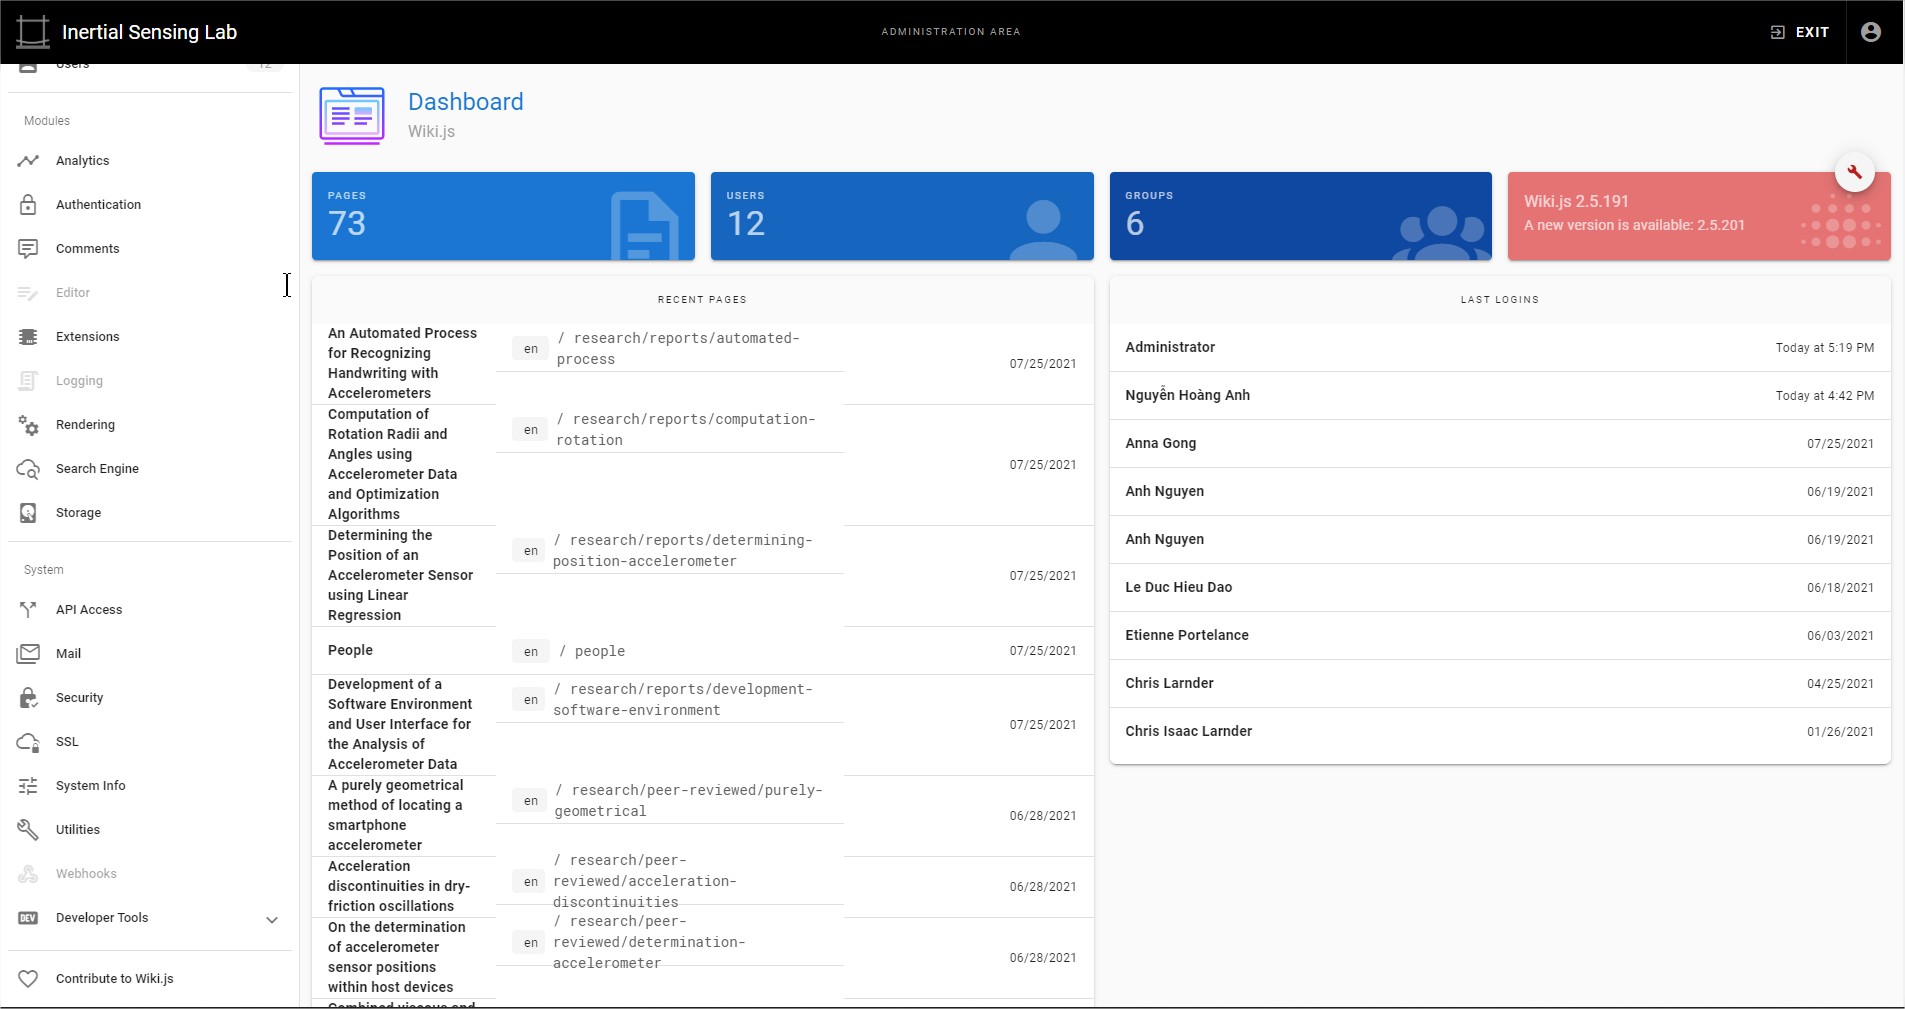 Inertial Sensing Lab
ADMINISTRATION AREA
EXIT
Users
12
Modules
Analytics
Authentication
Comments
Editor
Extensions
Logging
Rendering
Search Engine
Storage
System
API Access
Mail
Security
SSL
System Info
Utilities
Webhooks
DEV
Developer Tools
Contribute to Wiki.js
Dashboard
Wiki.js
PAGES
73
USERS
12
GROUPS
6
Wiki.js 2.5.191
A new version is available: 2.5.201
RECENT PAGES
An Automated Process
for Recognizing
Handwriting with
Accelerometers
en
/ research/reports/automated-
process
07/25/2021
Computation of
Rotation Radii and
Angles using
Accelerometer Data
and Optimization
Algorithms
en
/ research/reports/computation-
rotation
07/25/2021
Determining the
Position of an
Accelerometer Sensor
using Linear
Regression
en
/ research/reports/determining-
position-accelerometer
07/25/2021
People
en
/ people
07/25/2021
Development of a
Software Environment
and User Interface for
the Analysis of
Accelerometer Data
en
/ research/reports/development-
software-environment
07/25/2021
A purely geometrical
method of locating a
smartphone
accelerometer
en
/ research/peer-reviewed/purely-
geometrical
06/28/2021
Acceleration
discontinuities in dry-
friction oscillations
en
/ research/peer-
reviewed/acceleration-
discontinuities
06/28/2021
On the determination
of accelerometer
sensor positions
within host devices
en
/ research/peer-
reviewed/determination-
accelerometer
06/28/2021
Combined viscous and
LAST LOGINS
Administrator
Today at 5:19 PM
Nguyễn Hoàng Anh
Today at 4:42 PM
Anna Gong
07/25/2021
Anh Nguyen
06/19/2021
Anh Nguyen
06/19/2021
Le Duc Hieu Dao
06/18/2021
Etienne Portelance
06/03/2021
Chris Larnder
04/25/2021
Chris Isaac Larnder
01/26/2021